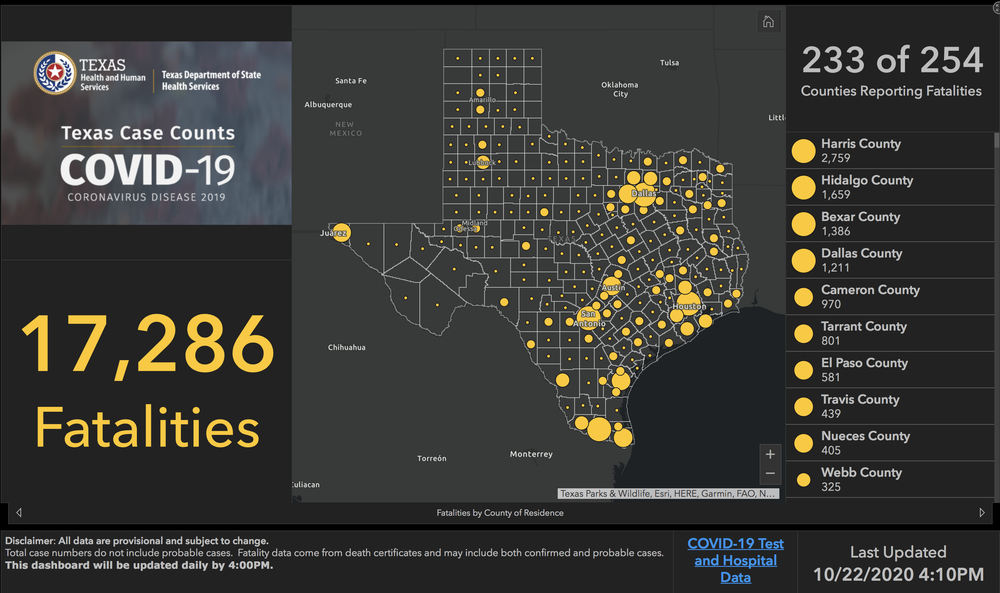 TEXAS
Health and Human
Services
Texas Department of State
Health Services
Texas Case Counts
COVID-19
CORONAVIRUS DISEASE 2019
17,286
Fatalities
Tulsa
Santa Fe
Oklahoma
City
Amarillo
Albuquerque
Littl
NEW
MEXICO
Lubbock
Dallas
Midland
Odessa
Juárez
TEXAS
Austin
Houston
San
Antonio
Chihuahua
Monterrey
Torreón
Culiacan
+
−
Texas Parks & Wildlife, Esri, HERE, Garmin, FAO, N...
233 of 254
Counties Reporting Fatalities
Harris County
2,759
Hidalgo County
1,659
Bexar County
1,386
Dallas County
1,211
Cameron County
970
Tarrant County
801
El Paso County
581
Travis County
439
Nueces County
405
Webb County
325
Fatalities by County of Residence
Disclaimer: All data are provisional and subject to change.
Total case numbers do not include probable cases.  Fatality data come from death certificates and may include both confirmed and probable cases.
This dashboard will be updated daily by 4:00PM.
COVID-19 Test
and Hospital
Data
Last Updated
10/22/2020 4:10PM